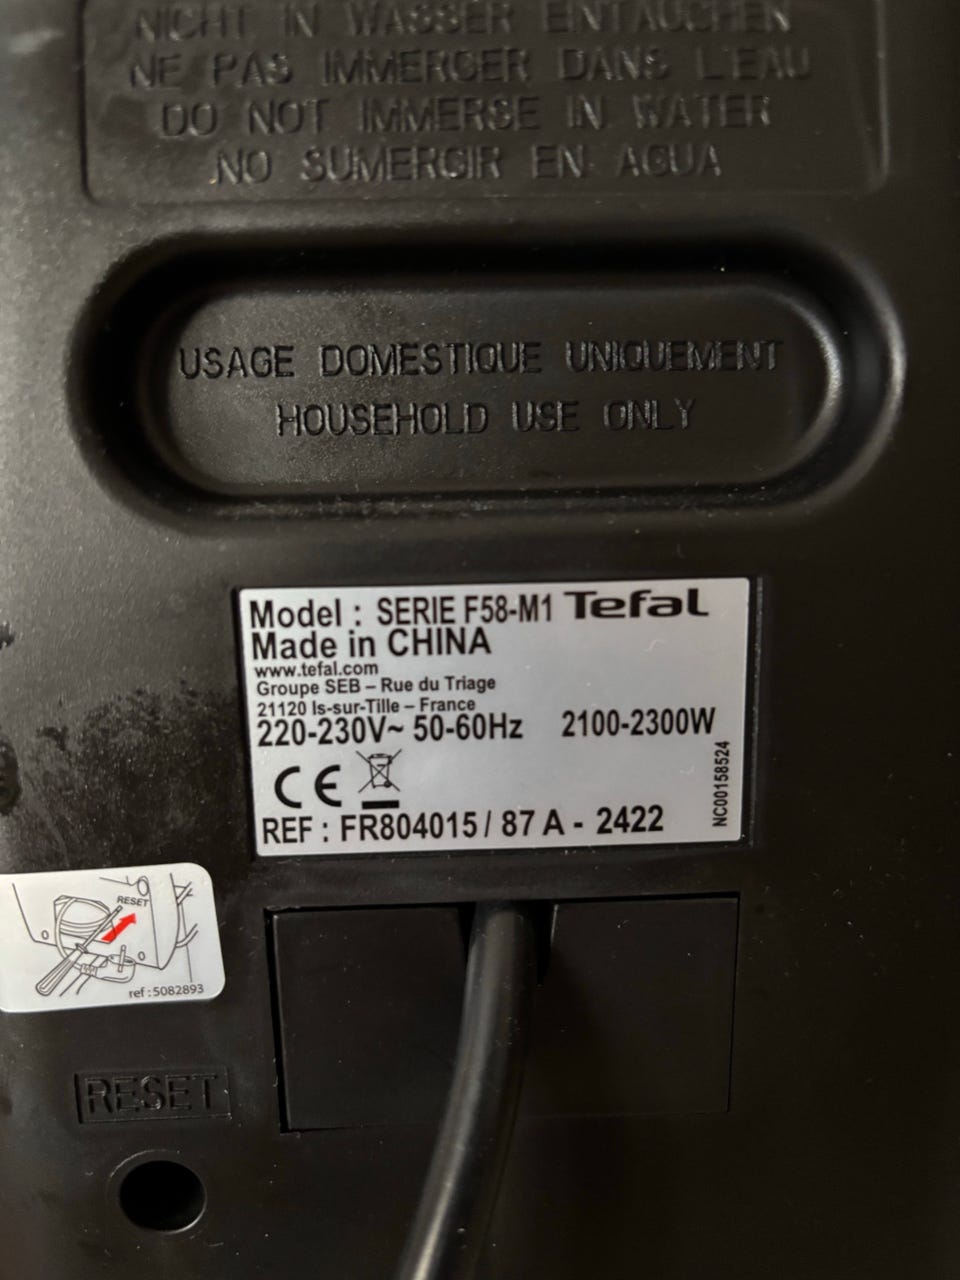 NICHT IN WASSER EINTAUCHEN
NE PAS IMMERGER DANS L'EAU
DO NOT IMMERSE IN WATER
NO SUMERGIR EN AGUA
USAGE DOMESTIQUE UNIQUEMENT
HOUSEHOLD USE ONLY
Model : SERIE F58-M1 Tefal
Made in CHINA
www.tefal.com
Groupe SEB – Rue du Triage
21120 Is-sur-Tille – France
220-230V~ 50-60Hz 2100-2300W
CE
NC00158524
REF : FR804015 / 87 A - 2422
RESET
ref : 5082893
RESET